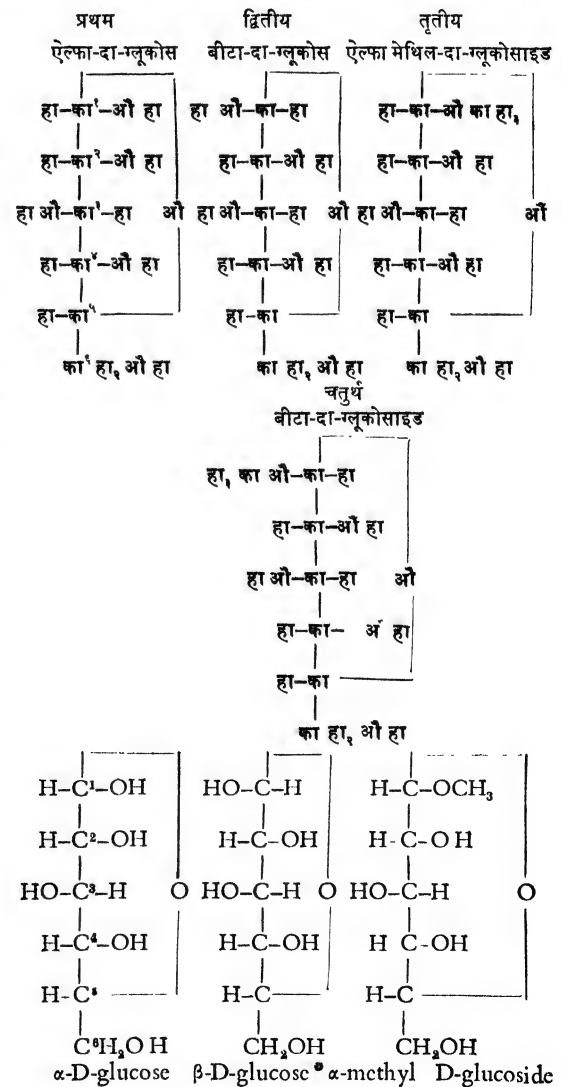 प्रथम द्वितीय तृतीय
ऐल्फा-दा-ग्लूकोस बीटा-दा-ग्लूकोस ऐल्फा मेथिल-दा-ग्लूकोसाइड
हा-का¹-औ हा हा औ-का-हा हा-का-औ का हा₃
हा-का²-औ हा हा-का-औ हा हा-का-औ हा
हा औ-का³-हा औ हा औ-का-हा औ हा औ-का-हा औ
हा-का⁴-औ हा हा-का-औ हा हा-का-औ हा
हा-का⁵ हा-का हा-का
का⁶ हा₂ औ हा का हा₂ औ हा का हा₂ औ हा
चतुर्थ
बीटा-दा-ग्लूकोसाइड
हा₃ का औ-का-हा
हा-का-औ हा
हा औ-का-हा औ
हा-का- हा
हा-का
का हा₂ औ हा
H-C¹-OH HO-C-H H-C-OCH₃
H-C²-OH H-C-OH H-C-OH
HO-C³-H O HO-C-H O HO-C-H O
H-C⁴-OH H-C-OH H C-OH
H-C⁵ H-C H-C
C⁶H₂OH CH₂OH CH₂OH
α-D-glucose β-D-glucose α-methyl D-glucoside